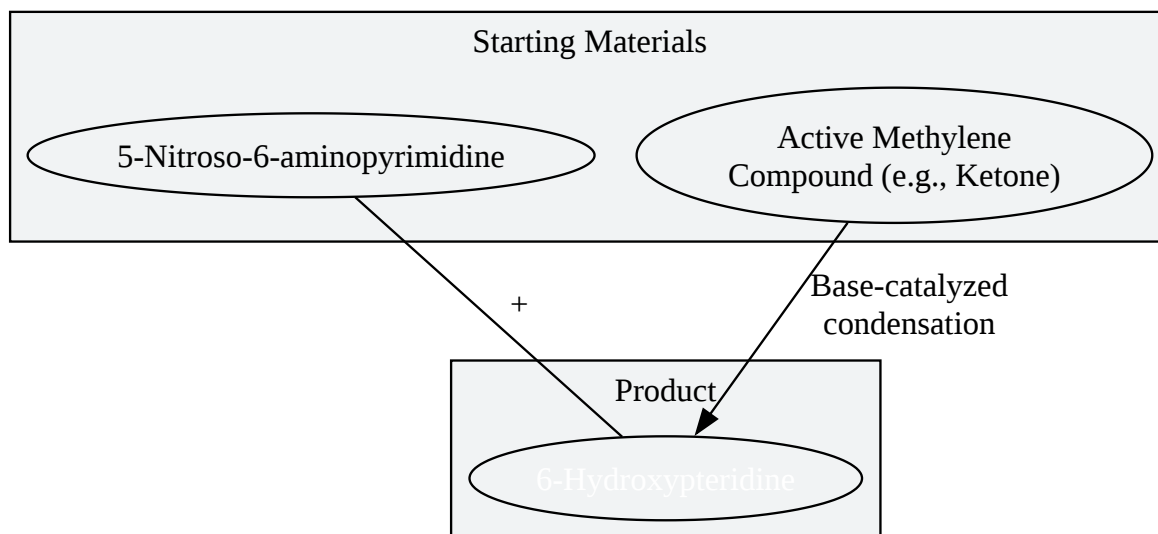 Starting Materials
5-Nitroso-6-aminopyrimidine
Active Methylene
Compound (e.g., Ketone)
+
Base-catalyzed
condensation
Product
6-Hydroxypteridine